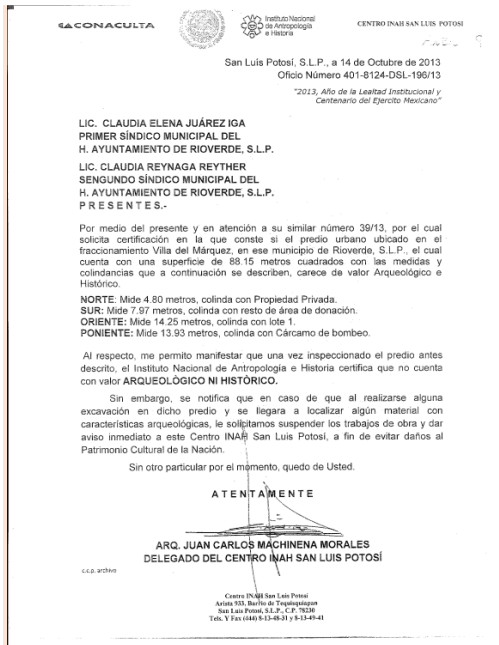 CONACULTA
Instituto Nacional
de Antropología
e Historia
CENTRO INAH SAN LUIS POTOSI
San Luis Potosí, S.L.P., a 14 de Octubre de 2013
Oficio Número 401-8124-DSL-196/13
"2013, Año de la Lealtad Institucional y
Centenario del Ejercito Mexicano"
LIC. CLAUDIA ELENA JUÁREZ IGA
PRIMER SÍNDICO MUNICIPAL DEL
H. AYUNTAMIENTO DE RIOVERDE, S.L.P.
LIC. CLAUDIA REYNAGA REYTHER
SENGUNDO SÍNDICO MUNICIPAL DEL
H. AYUNTAMIENTO DE RIOVERDE, S.L.P.
P R E S E N T E S.-
Por medio del presente y en atención a su similar número 39/13, por el cual
solicita certificación en la que conste si el predio urbano ubicado en el
fraccionamiento Villa del Márquez, en ese municipio de Rioverde, S.L.P., el cual
cuenta con una superficie de 88.15 metros cuadrados con las medidas y
colindancias que a continuación se describen, carece de valor Arqueológico e
Histórico.
NORTE: Mide 4.80 metros, colinda con Propiedad Privada.
SUR: Mide 7.97 metros, colinda con resto de área de donación.
ORIENTE: Mide 14.25 metros, colinda con lote 1.
PONIENTE: Mide 13.93 metros, colinda con Cárcamo de bombeo.
Al respecto, me permito manifestar que una vez inspeccionado el predio antes
descrito, el Instituto Nacional de Antropología e Historia certifica que no cuenta
con valor ARQUEOLÒGICO NI HISTÓRICO.
Sin embargo, se notifica que en caso de que al realizarse alguna
excavación en dicho predio y se llegara a localizar algún material con
características arqueológicas, le solicitamos suspender los trabajos de obra y dar
aviso inmediato a este Centro INAH San Luis Potosí, a fin de evitar daños al
Patrimonio Cultural de la Nación.
Sin otro particular por el momento, quedo de Usted.
A T E N T A M E N T E
ARQ. JUAN CARLOS MACHINENA MORALES
DELEGADO DEL CENTRO INAH SAN LUIS POTOSÍ
c.c.p. archivo
Centro INAH San Luis Potosí
Arista 933, Barrio de Tequisquiapan
San Luis Potosí, S.L.P., C.P. 78230
Tels. Y Fax (444) 8-13-48-31 y 8-13-49-41